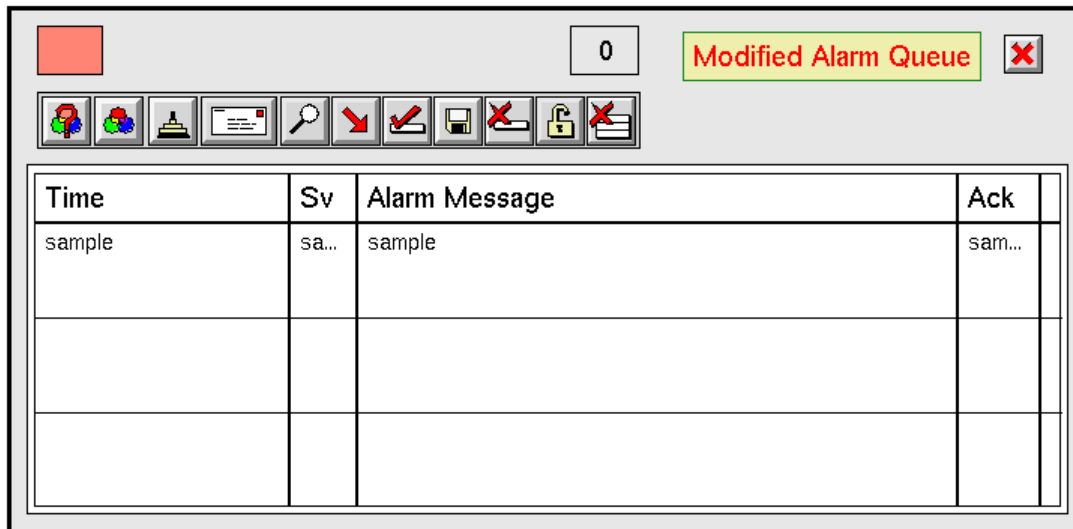 0 Modified Alarm Queue
Time Sv Alarm Message Ack
sample sa... sample sam...